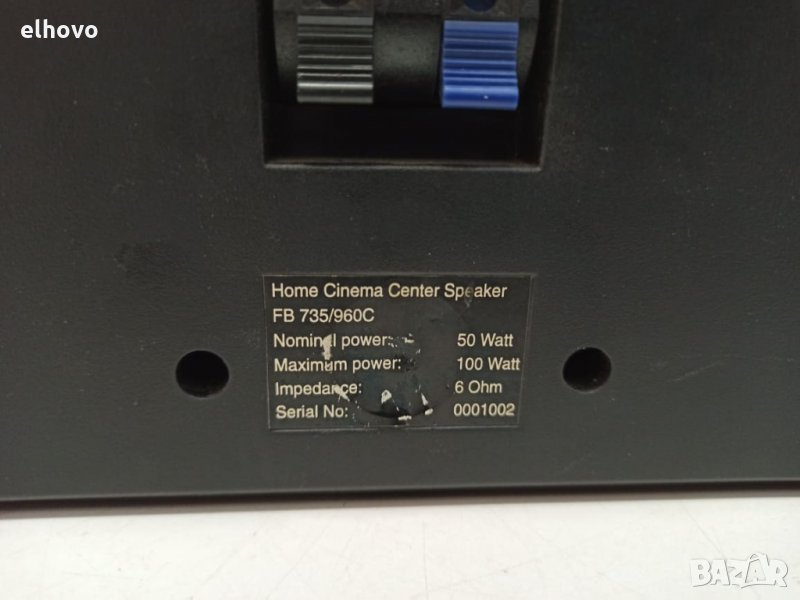 elhovo
Home Cinema Center Speaker
FB 735/960C
Nominal power: 50 Watt
Maximum power: 100 Watt
Impedance: 6 Ohm
Serial No: 0001002
BAZAR